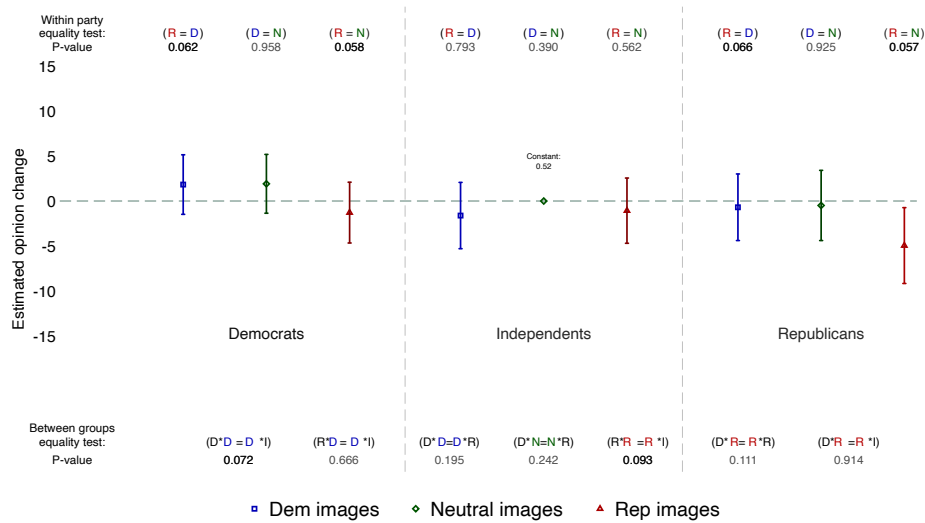 Within party
equality test:
P-value
(R = D) (D = N) (R = N) (R = D) (D = N) (R = N) (R = D) (D = N) (R = N)
0.062 0.958 0.058 0.793 0.390 0.562 0.066 0.925 0.057
15
10
5
0
-5
-10
-15
Estimated opinion change
Constant:
0.52
Democrats Independents Republicans
Between groups
equality test:
P-value
(D*D = D *I) (R*D = D *I) (D* D=D*R) (D* N=N*R) (R*R =R *I) (D* R= R*R) (D*R =R *I)
0.072 0.666 0.195 0.242 0.093 0.111 0.914
Dem images Neutral images Rep images